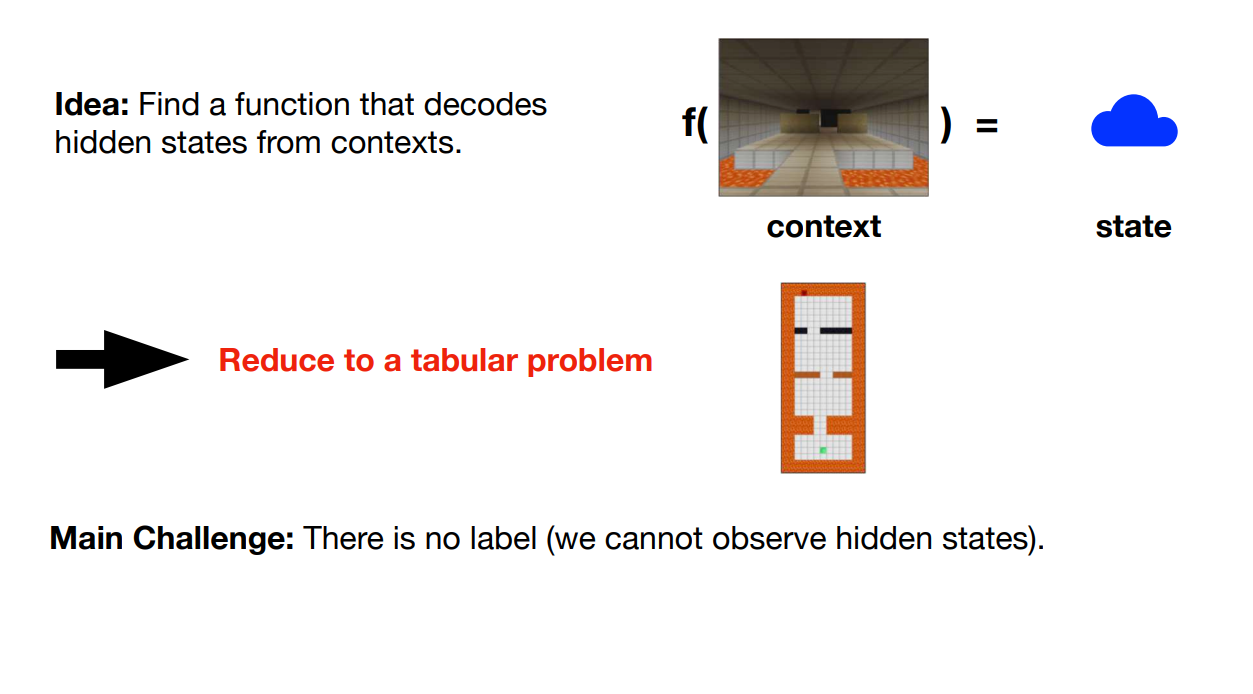 Idea: Find a function that decodes
hidden states from contexts.
f( ) =
context
state
Reduce to a tabular problem
Main Challenge: There is no label (we cannot observe hidden states).